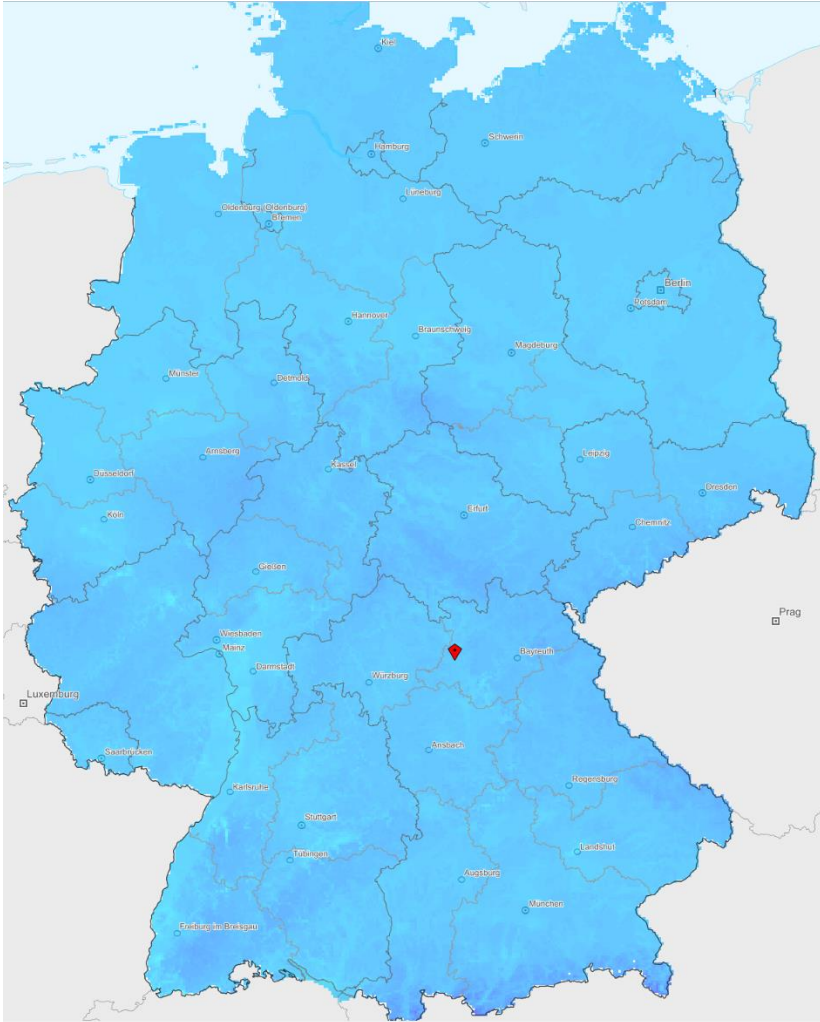 Kiel
Schwerin
Hamburg
Lüneburg
Oldenburg (Oldenburg)
Bremen
Berlin
Potsdam
Hannover
Braunschweig
Magdeburg
Münster
Detmold
Arnsberg
Kassel
Leipzig
Düsseldorf
Dresden
Köln
Erfurt
Chemnitz
Gießen
Prag
Wiesbaden
Mainz
Bayreuth
Darmstadt
Würzburg
Luxemburg
Ansbach
Saarbrücken
Regensburg
Karlsruhe
Stuttgart
Landshut
Tübingen
Augsburg
München
Freiburg im Breisgau